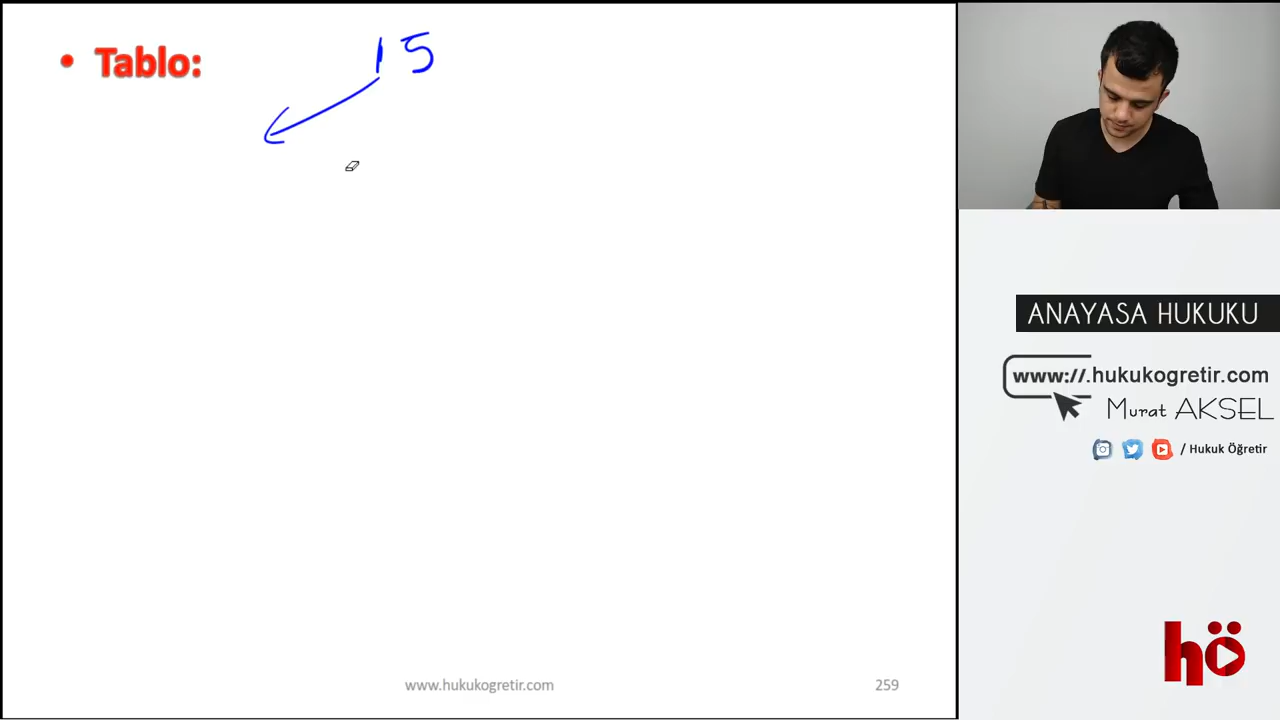 • Tablo:
15
ANAYASA HUKUKU
www://.hukukogretir.com
Murat AKSEL
/ Hukuk Öğretir
hö
www.hukukogretir.com
259